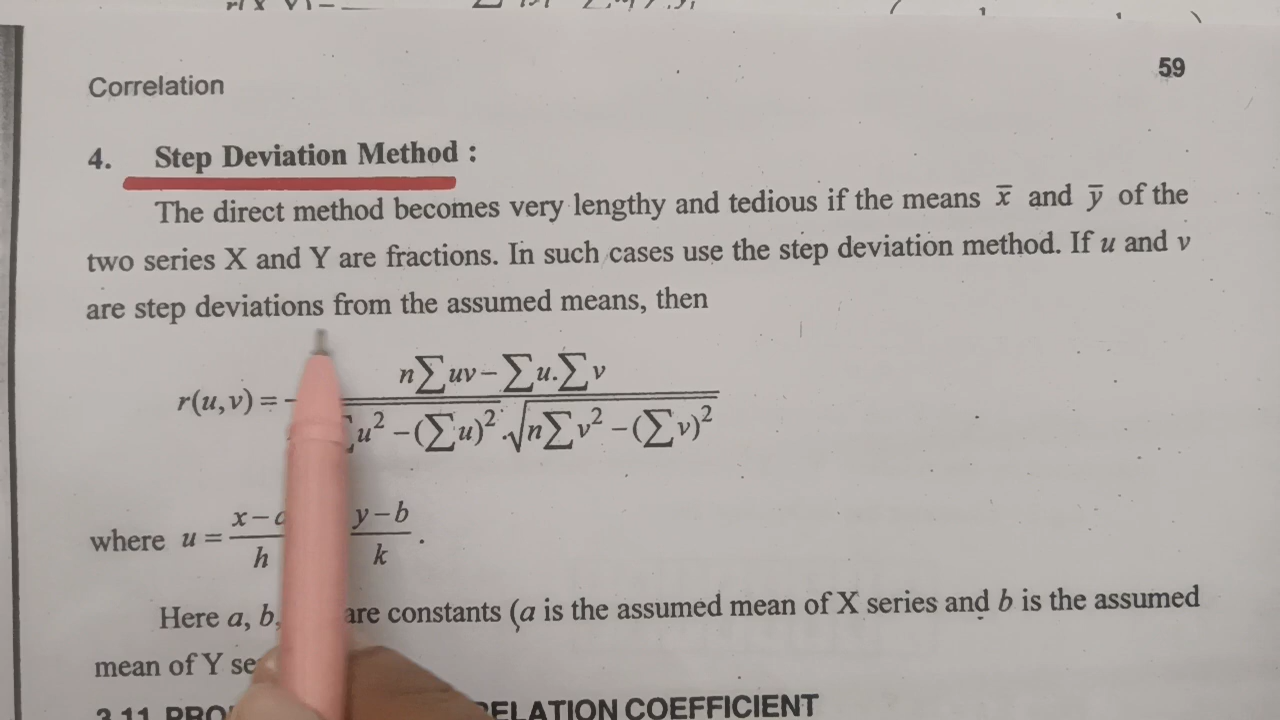 Correlation
59
4. Step Deviation Method :
The direct method becomes very lengthy and tedious if the means x̄ and ȳ of the
two series X and Y are fractions. In such cases use the step deviation method. If u and v
are step deviations from the assumed means, then
n∑uv − ∑u.∑v
r(u,v) =
u² − (∑u)² . √n∑v² − (∑v)²
x − y − b
where u =
h k .
Here a, b, are constants (a is the assumed mean of X series and b is the assumed
mean of Y
3.11 CORRELATION COEFFICIENT